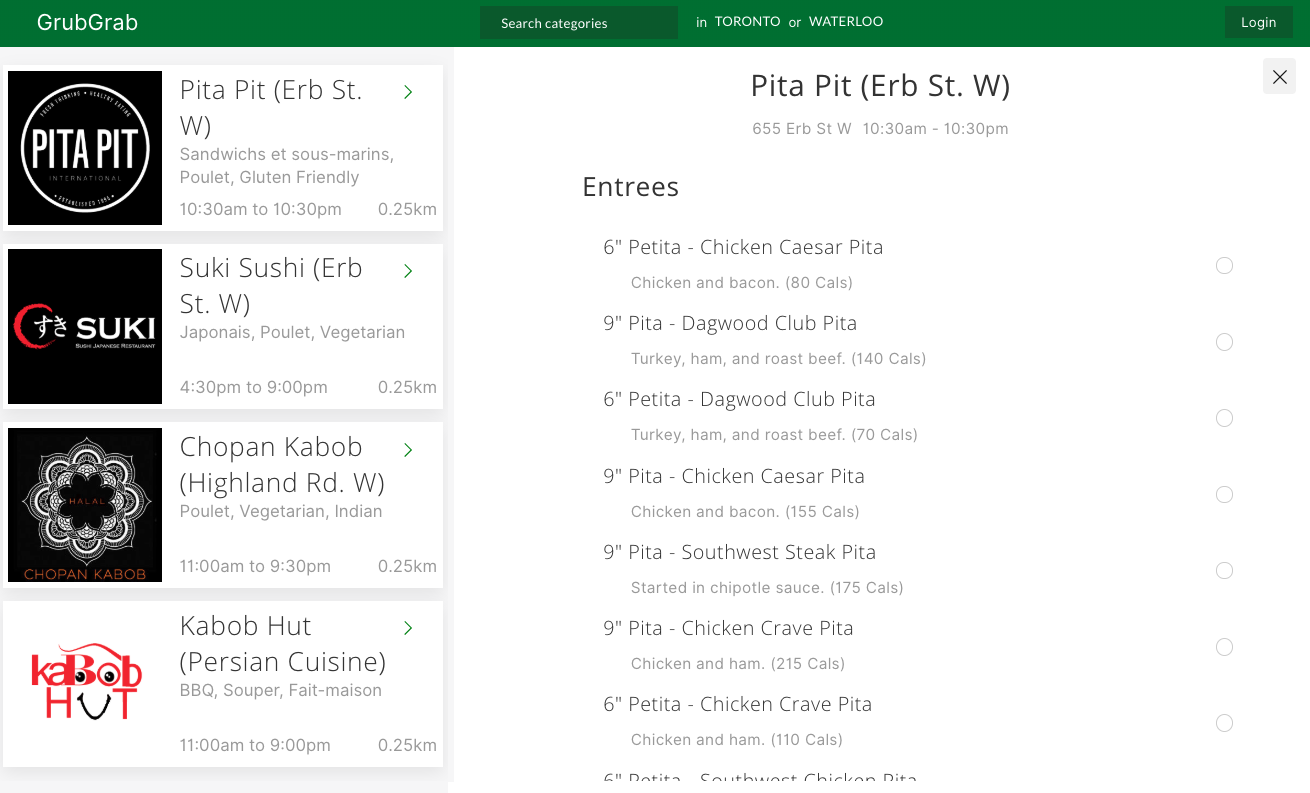 GrubGrab
Search categories
in TORONTO or WATERLOO
Login
FRESH THINKING • HEALTHY EATING
PITA PIT
INTERNATIONAL
• ESTABLISHED 1995 •
Pita Pit (Erb St.
W)
Sandwichs et sous-marins,
Poulet, Gluten Friendly
10:30am to 10:30pm 0.25km
すき SUKI
SUSHI JAPANESE RESTAURANT
Suki Sushi (Erb
St. W)
Japonais, Poulet, Vegetarian
4:30pm to 9:00pm 0.25km
HALAL
CHOPAN KABOB
Chopan Kabob
(Highland Rd. W)
Poulet, Vegetarian, Indian
11:00am to 9:30pm 0.25km
kaBob
HUT
Kabob Hut
(Persian Cuisine)
BBQ, Souper, Fait-maison
11:00am to 9:00pm 0.25km
Pita Pit (Erb St. W)
655 Erb St W 10:30am - 10:30pm
Entrees
6" Petita - Chicken Caesar Pita
Chicken and bacon. (80 Cals)
9" Pita - Dagwood Club Pita
Turkey, ham, and roast beef. (140 Cals)
6" Petita - Dagwood Club Pita
Turkey, ham, and roast beef. (70 Cals)
9" Pita - Chicken Caesar Pita
Chicken and bacon. (155 Cals)
9" Pita - Southwest Steak Pita
Started in chipotle sauce. (175 Cals)
9" Pita - Chicken Crave Pita
Chicken and ham. (215 Cals)
6" Petita - Chicken Crave Pita
Chicken and ham. (110 Cals)
6" Petita - Southwest Chicken Pita